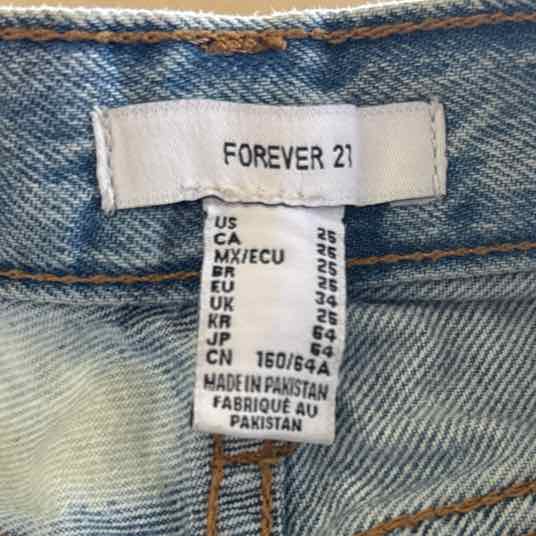 FOREVER 21
US 25
CA 25
MX/ECU 25
BR 25
EU 34
UK 25
KR 64
JP 64
CN 160/64A
MADE IN PAKISTAN
FABRIQUÉ AU
PAKISTAN